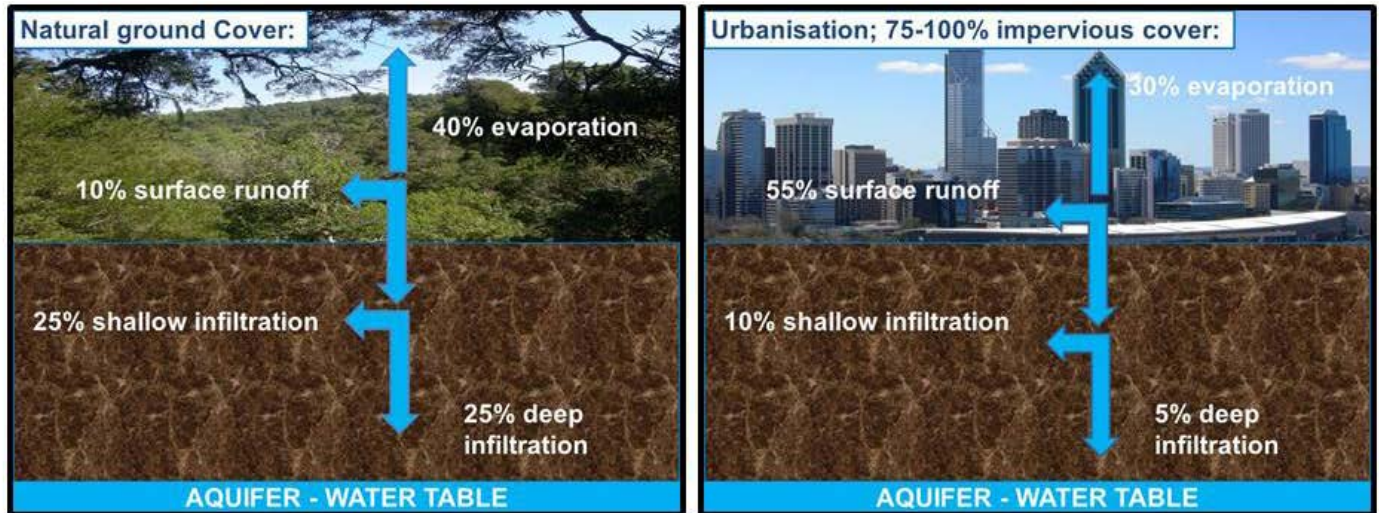 Natural ground Cover:
40% evaporation
10% surface runoff
25% shallow infiltration
25% deep
infiltration
AQUIFER - WATER TABLE
Urbanisation; 75-100% impervious cover:
30% evaporation
55% surface runoff
10% shallow infiltration
5% deep
infiltration
AQUIFER - WATER TABLE